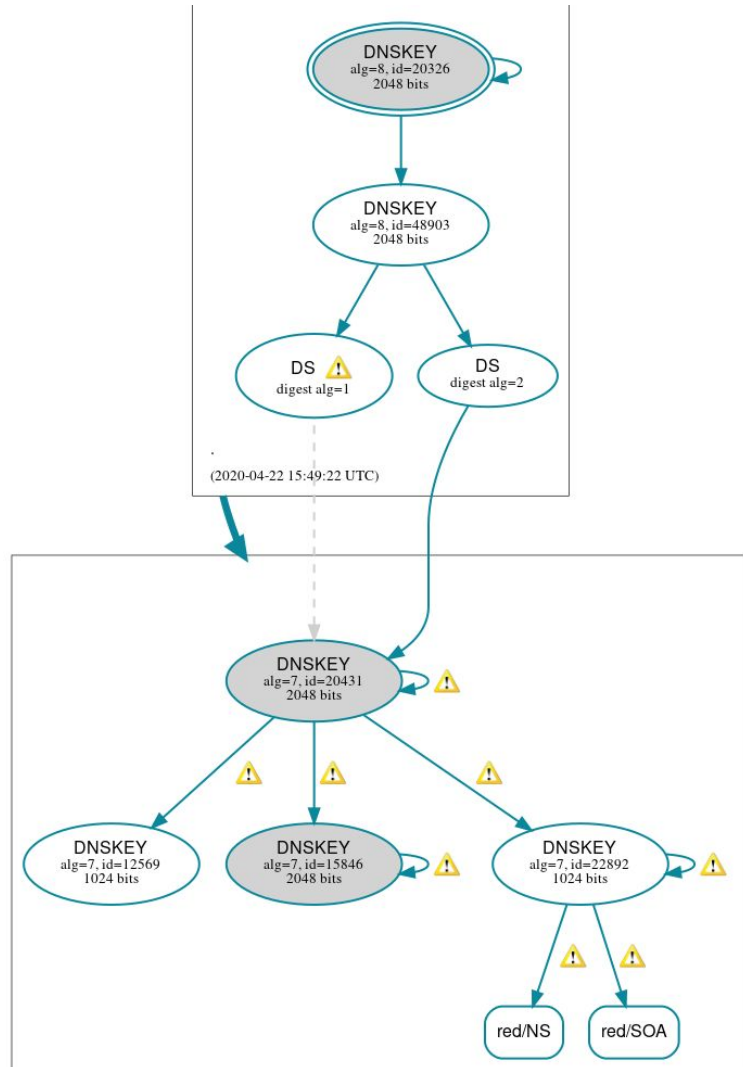 DNSKEY
alg=8, id=20326
2048 bits
DNSKEY
alg=8, id=48903
2048 bits
DS
digest alg=1
DS
digest alg=2
.
(2020-04-22 15:49:22 UTC)
DNSKEY
alg=7, id=20431
2048 bits
DNSKEY
alg=7, id=12569
1024 bits
DNSKEY
alg=7, id=15846
2048 bits
DNSKEY
alg=7, id=22892
1024 bits
red/NS
red/SOA